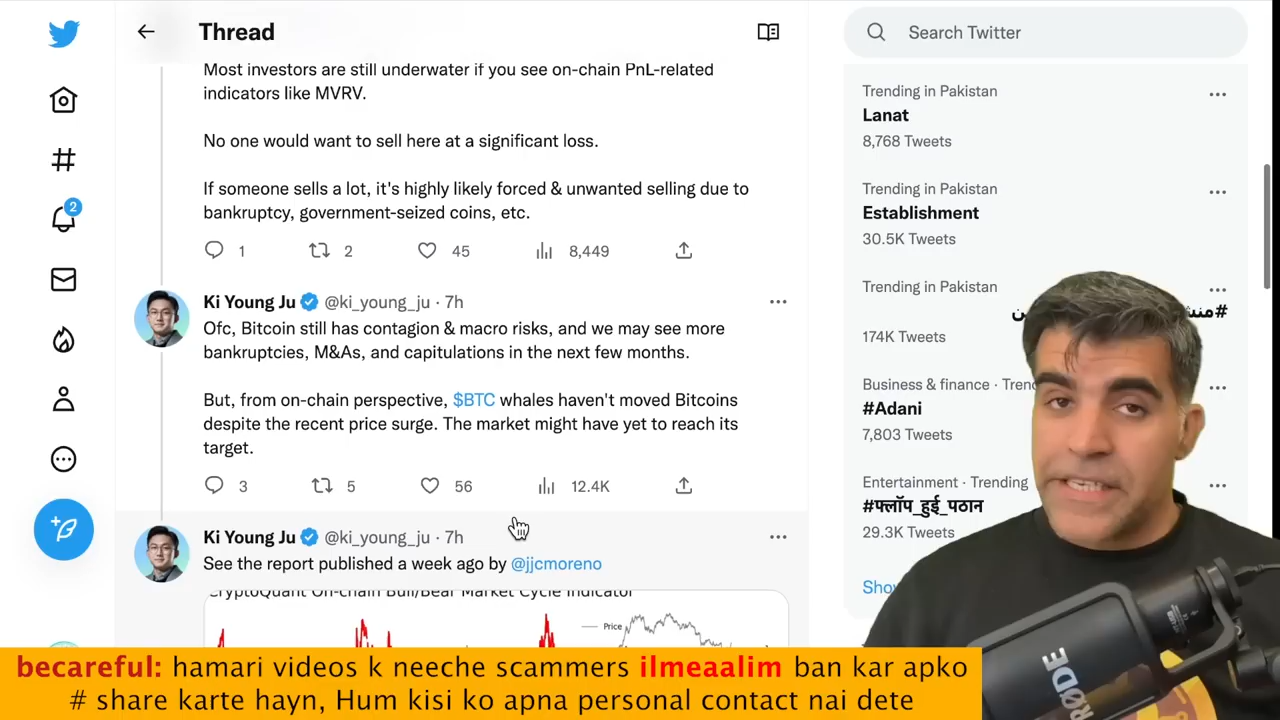 Thread
Most investors are still underwater if you see on-chain PnL-related
indicators like MVRV.
No one would want to sell here at a significant loss.
If someone sells a lot, it's highly likely forced & unwanted selling due to
bankruptcy, government-seized coins, etc.
1 2 45 8,449
Ki Young Ju @ki_young_ju · 7h
Ofc, Bitcoin still has contagion & macro risks, and we may see more
bankruptcies, M&As, and capitulations in the next few months.
But, from on-chain perspective, $BTC whales haven't moved Bitcoins
despite the recent price surge. The market might have yet to reach its
target.
3 5 56 12.4K
Ki Young Ju @ki_young_ju · 7h
See the report published a week ago by @jjcmoreno
CryptoQuant On-chain Bull/Bear Market Cycle Indicator
Price
2
Search Twitter
Trending in Pakistan
Lanat
8,768 Tweets
Trending in Pakistan
Establishment
30.5K Tweets
Trending in Pakistan
174K Tweets
Business & finance ·
#Adani
7,803 Tweets
Entertainment · Trending
#फ्लॉप_हुई_पठान
29.3K Tweets
RØDE
becareful: hamari videos k neeche scammers ilmeaalim ban kar apko
# share karte hayn, Hum kisi ko apna personal contact nai dete